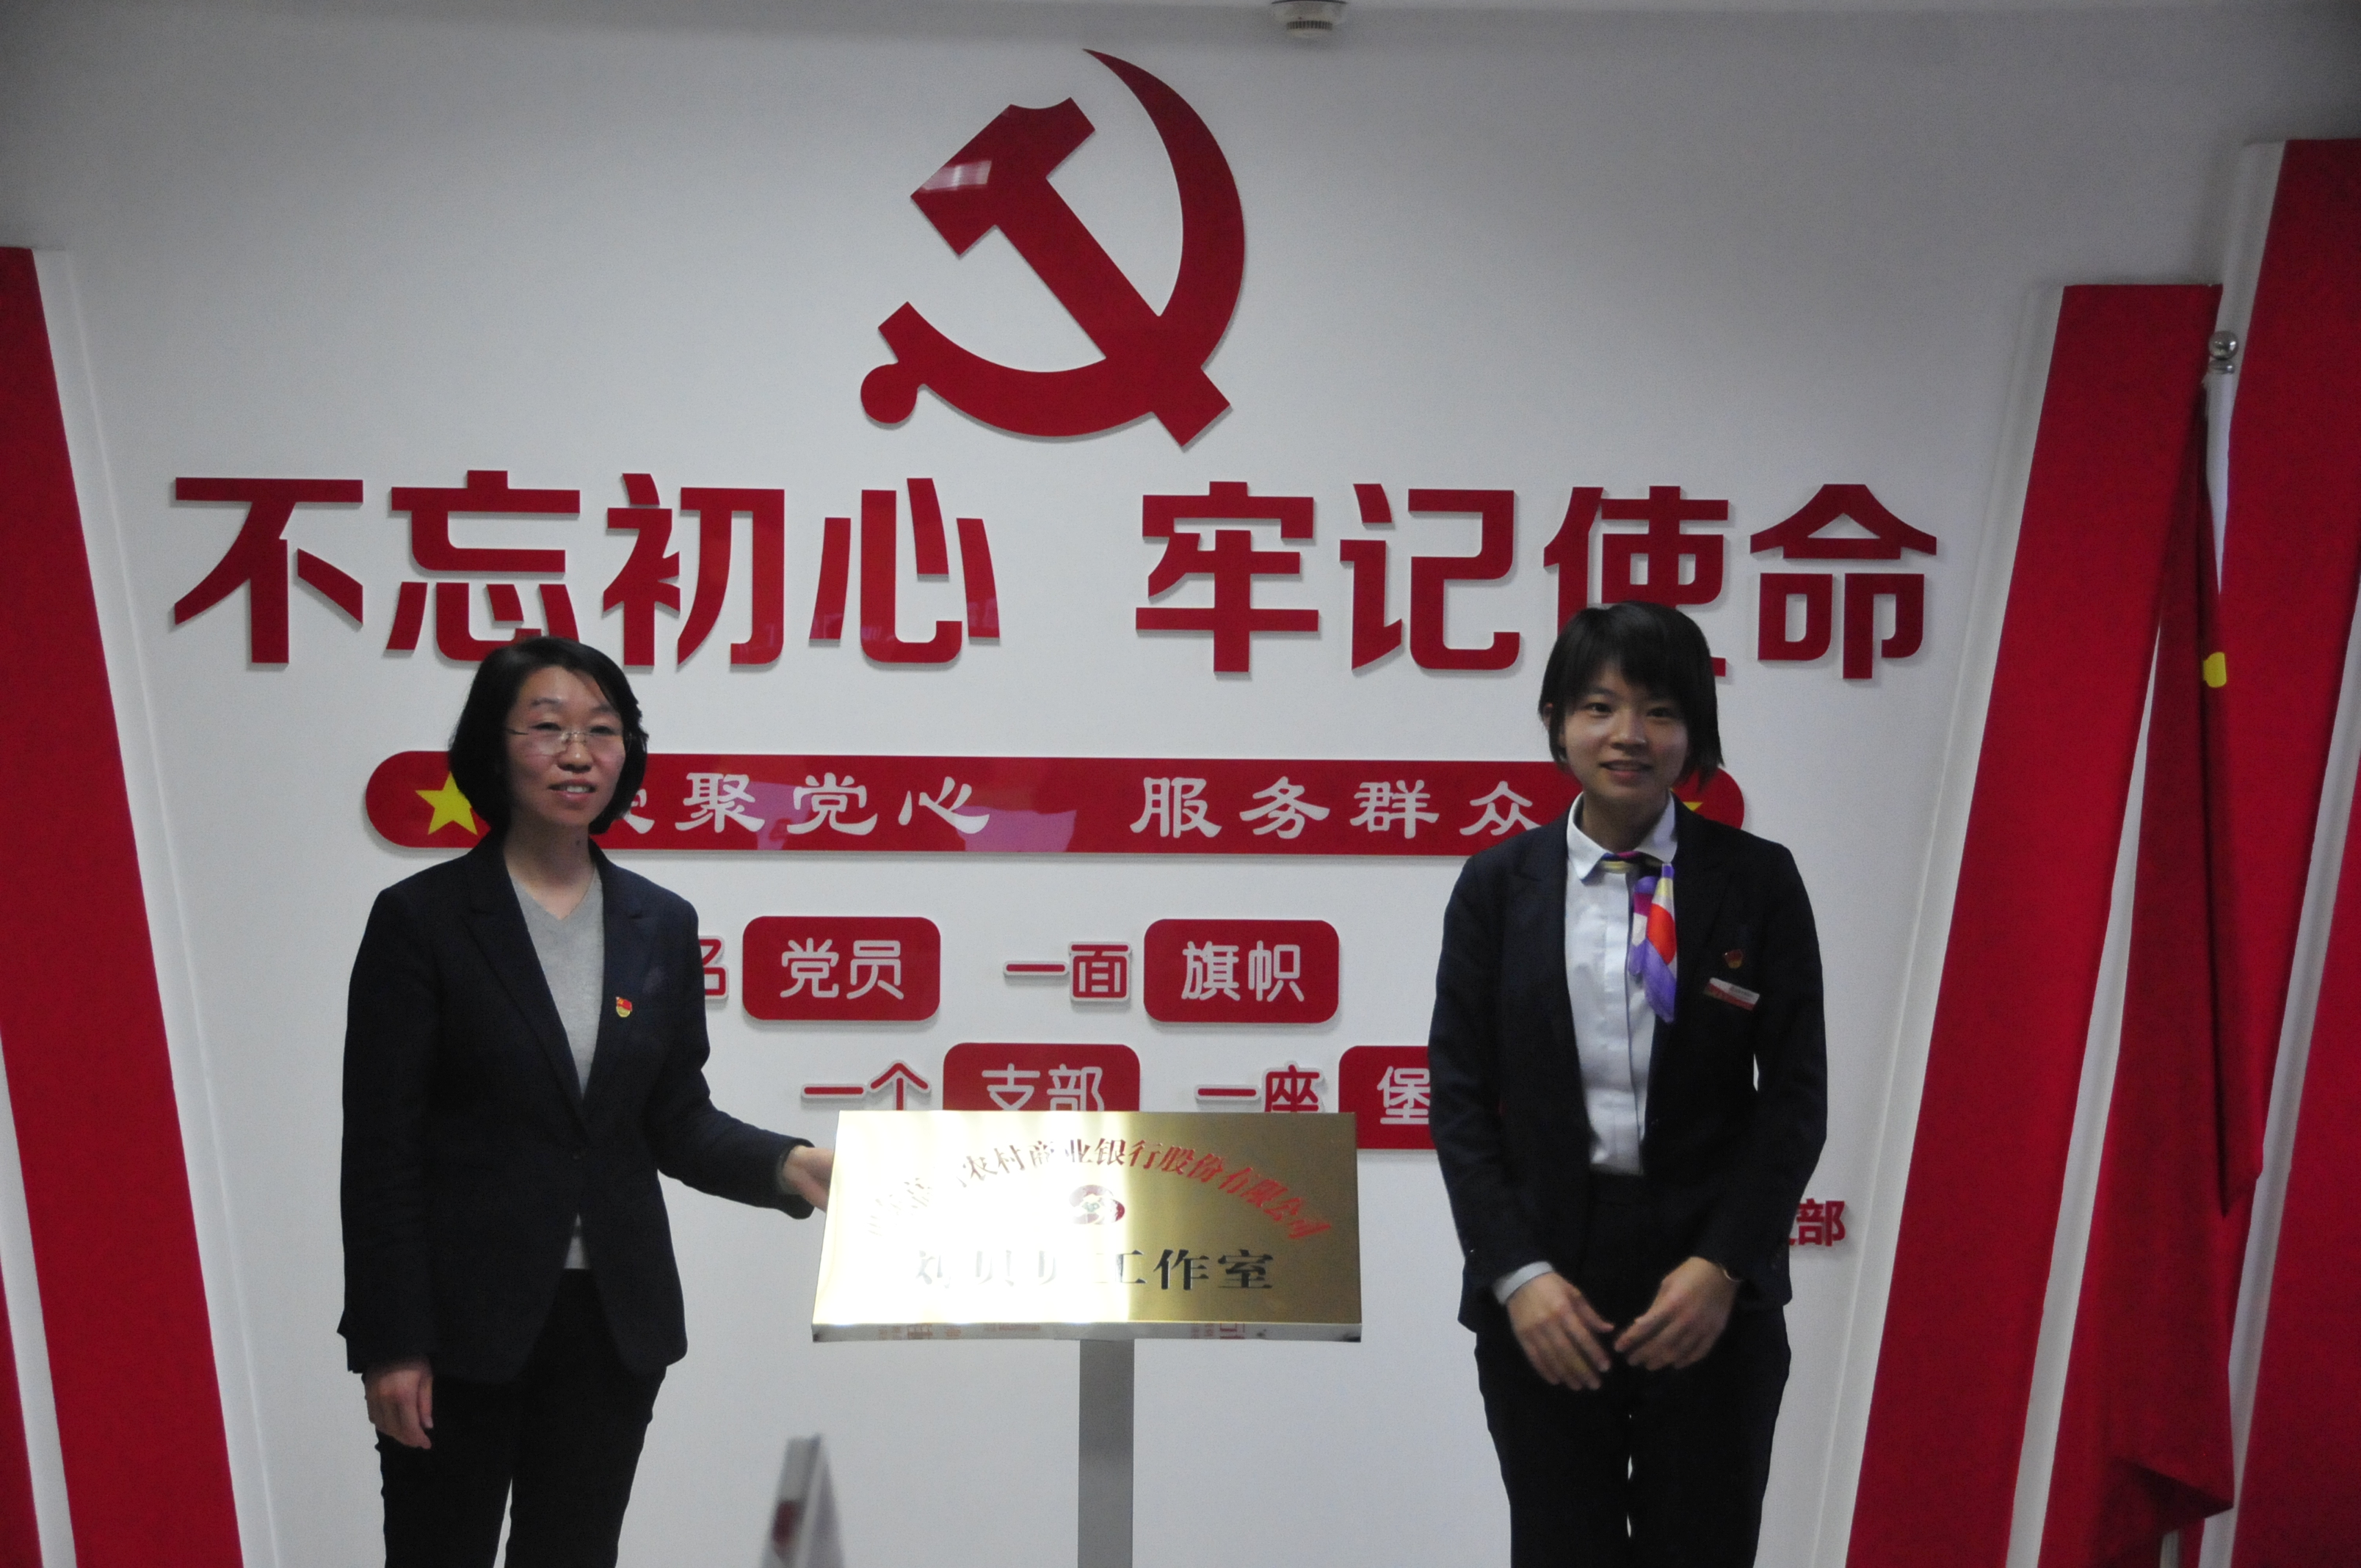 不忘初心 牢记使命
聚党心 服务群众
名 党员 一面 旗帜
一个 支部 一座 堡
农村商业银行股份有限公司
工作室
部